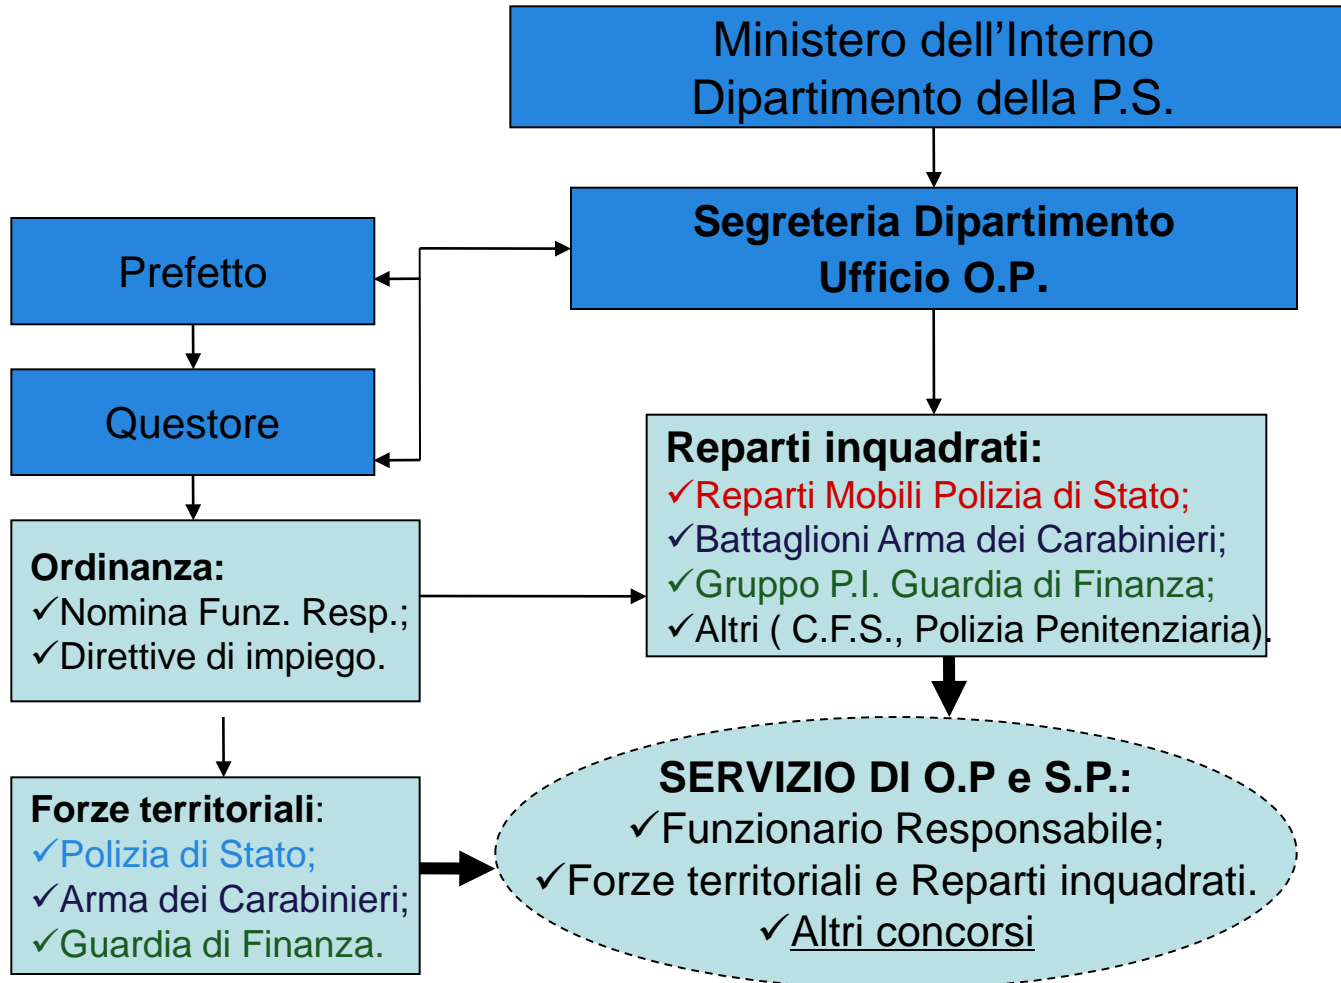 Ministero dell’Interno
Dipartimento della P.S.
Segreteria Dipartimento
Ufficio O.P.
Prefetto
Questore
Ordinanza:
✓Nomina Funz. Resp.;
✓Direttive di impiego.
Reparti inquadrati:
✓Reparti Mobili Polizia di Stato;
✓Battaglioni Arma dei Carabinieri;
✓Gruppo P.I. Guardia di Finanza;
✓Altri ( C.F.S., Polizia Penitenziaria).
Forze territoriali:
✓Polizia di Stato;
✓Arma dei Carabinieri;
✓Guardia di Finanza.
SERVIZIO DI O.P e S.P.:
✓Funzionario Responsabile;
✓Forze territoriali e Reparti inquadrati.
✓Altri concorsi